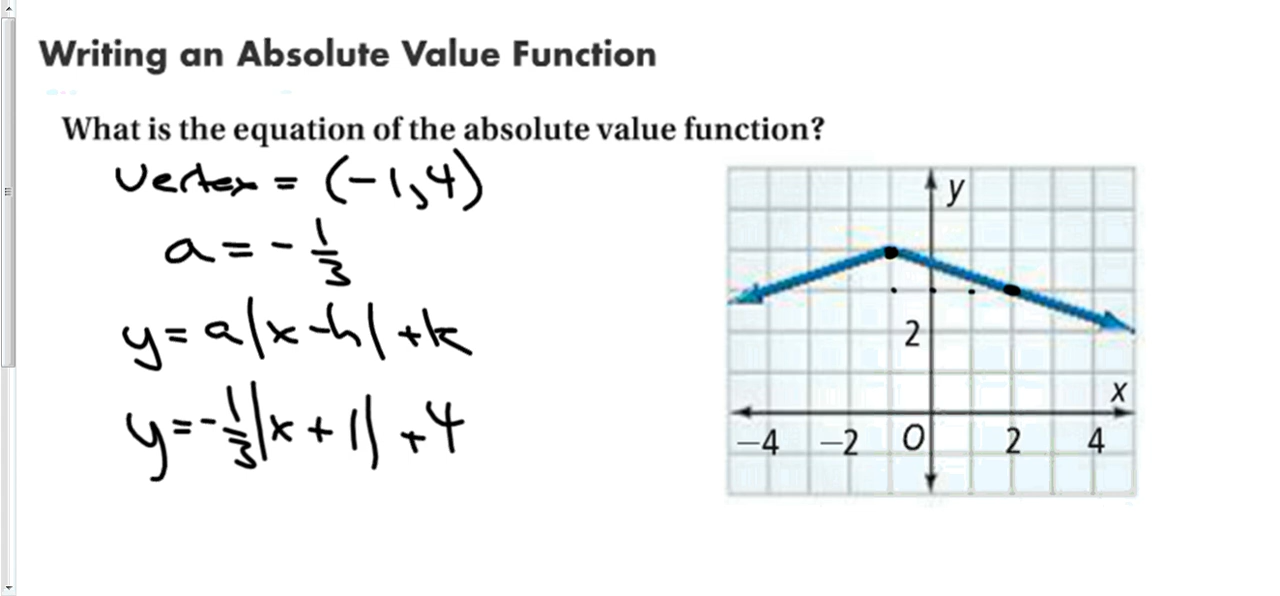 Writing an Absolute Value Function
What is the equation of the absolute value function?
Vertex = (-1,4)
a = - 1/3
y = a|x-h| + k
y = - 1/3|x + 1| + 4
y
2
x
-4 -2 O 2 4